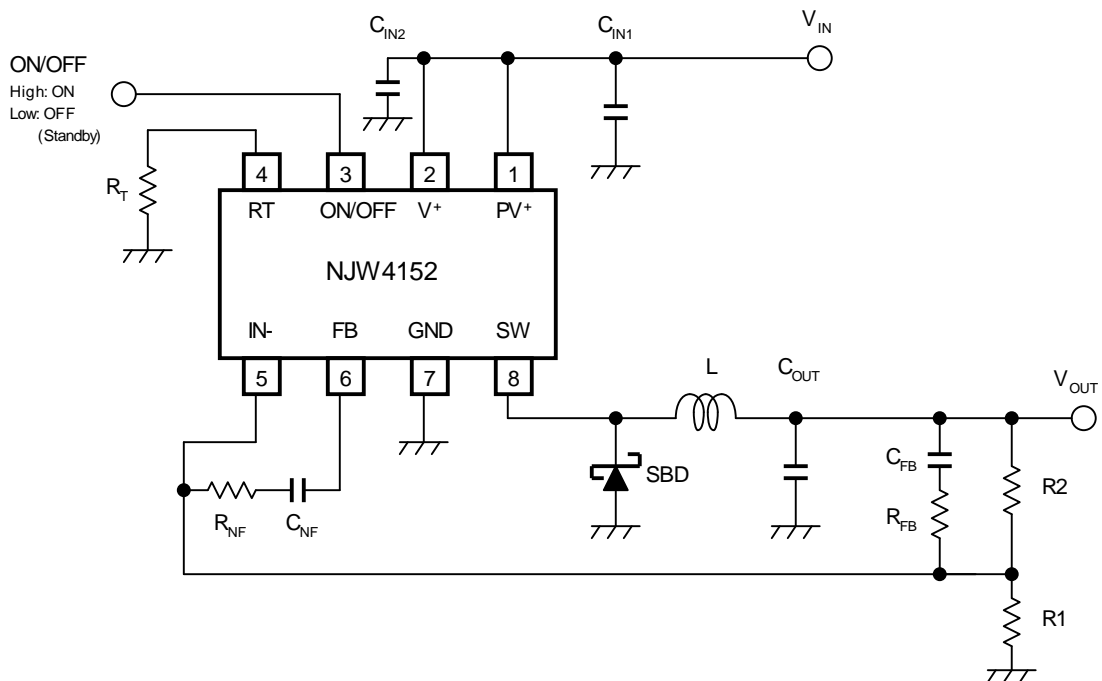 C_IN2
C_IN1
V_IN
ON/OFF
High: ON
Low: OFF
(Standby)
R_T
4 3 2 1
RT ON/OFF V+ PV+
NJW4152
IN- FB GND SW
5 6 7 8
L
C_OUT
V_OUT
SBD
C_FB
R2
R_NF
C_NF
R_FB
R1